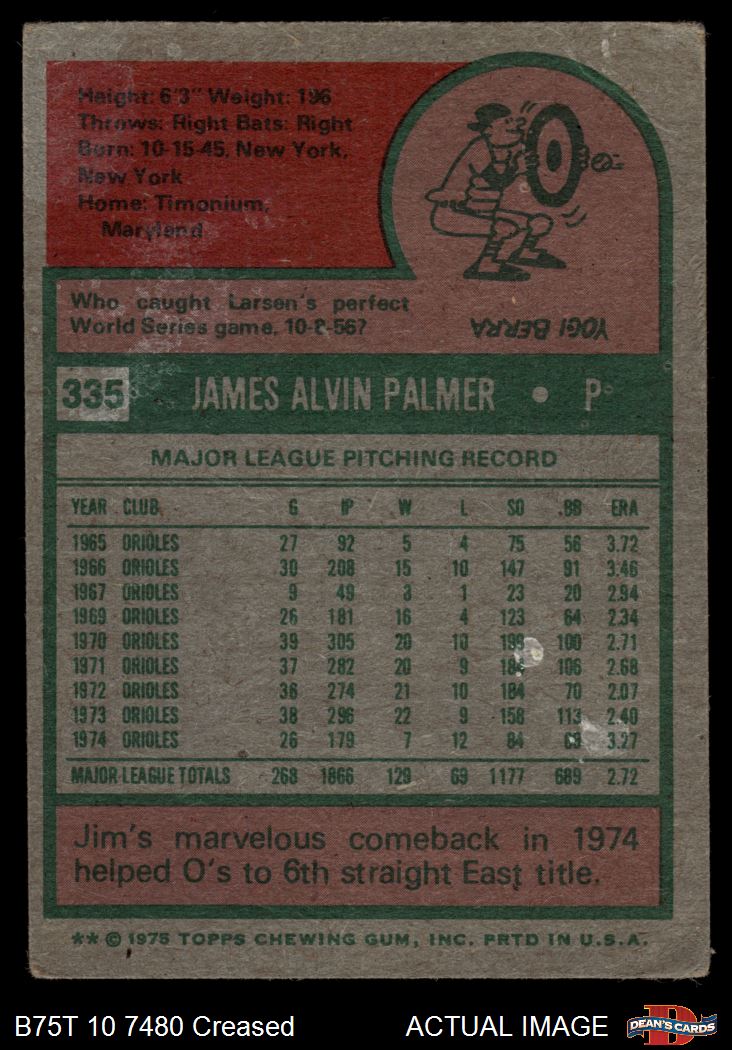 Height: 6'3" Weight: 196
Throws: Right Bats: Right
Born: 10-15-45, New York,
New York
Home: Timonium,
Maryland
Who caught Larsen's perfect
World Series game, 10-8-56?
YOGI BERRA
335 JAMES ALVIN PALMER • P
MAJOR LEAGUE PITCHING RECORD
YEAR CLUB G IP W L SO BB ERA
1965 ORIOLES 27 92 5 4 75 56 3.72
1966 ORIOLES 30 208 15 10 147 91 3.46
1967 ORIOLES 9 49 3 1 23 20 2.94
1969 ORIOLES 26 181 16 4 123 64 2.34
1970 ORIOLES 39 305 20 10 199 100 2.71
1971 ORIOLES 37 282 20 9 184 106 2.68
1972 ORIOLES 36 274 21 10 184 70 2.07
1973 ORIOLES 38 296 22 9 158 113 2.40
1974 ORIOLES 26 179 7 12 84 69 3.27
MAJOR LEAGUE TOTALS 268 1866 129 69 1177 689 2.72
Jim's marvelous comeback in 1974
helped O's to 6th straight East title.
** © 1975 TOPPS CHEWING GUM, INC. PRTD IN U.S.A.
B75T 10 7480 Creased ACTUAL IMAGE DEAN'S CARDS